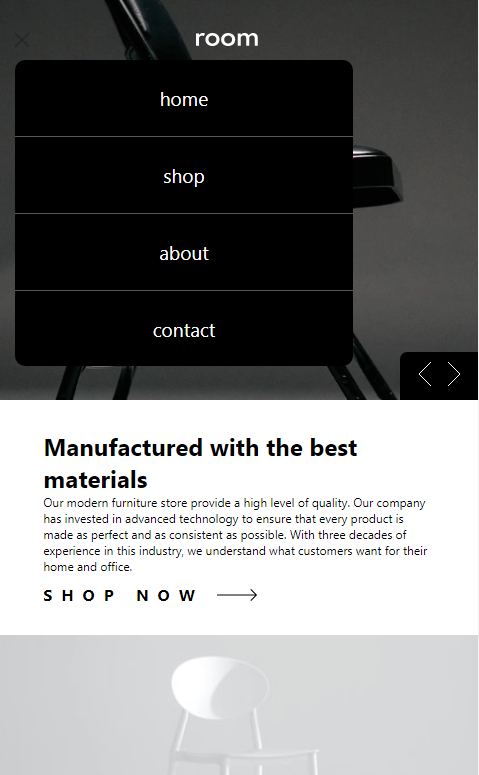 room
home
shop
about
contact
Manufactured with the best
materials
Our modern furniture store provide a high level of quality. Our company
has invested in advanced technology to ensure that every product is
made as perfect and as consistent as possible. With three decades of
experience in this industry, we understand what customers want for their
home and office.
SHOP NOW